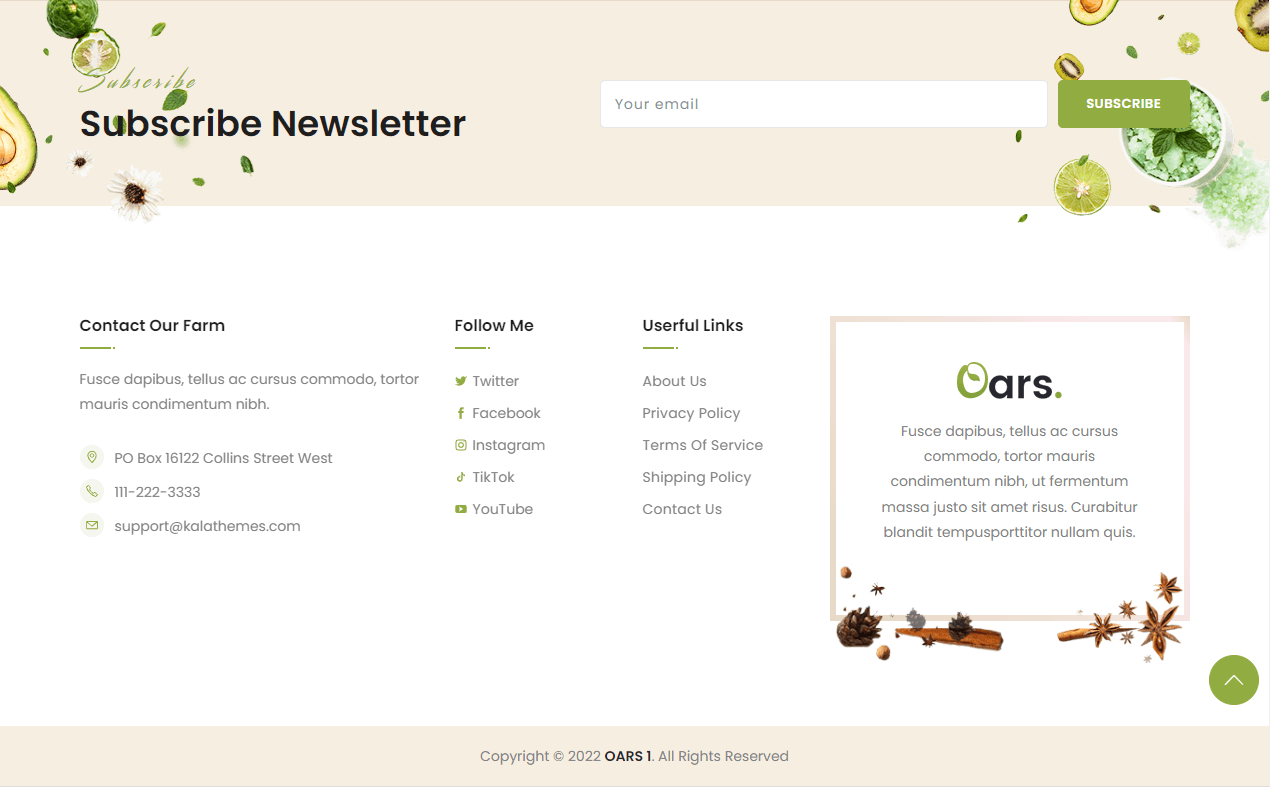 Subscribe
Subscribe Newsletter
Your email
SUBSCRIBE
Contact Our Farm
Fusce dapibus, tellus ac cursus commodo, tortor
mauris condimentum nibh.
PO Box 16122 Collins Street West
111-222-3333
support@kalathemes.com
Follow Me
Twitter
Facebook
Instagram
TikTok
YouTube
Userful Links
About Us
Privacy Policy
Terms Of Service
Shipping Policy
Contact Us
Oars.
Fusce dapibus, tellus ac cursus
commodo, tortor mauris
condimentum nibh, ut fermentum
massa justo sit amet risus. Curabitur
blandit tempusporttitor nullam quis.
Copyright © 2022 OARS 1. All Rights Reserved